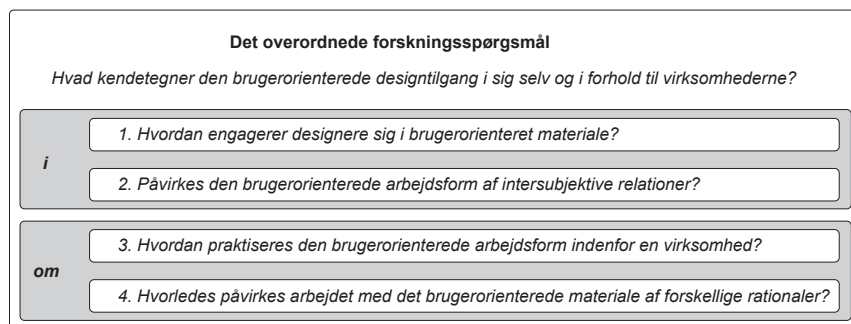 Det overordnede forskningsspørgsmål
Hvad kendetegner den brugerorienterede designtilgang i sig selv og i forhold til virksomhederne?
i
1. Hvordan engagerer designere sig i brugerorienteret materiale?
2. Påvirkes den brugerorienterede arbejdsform af intersubjektive relationer?
om
3. Hvordan praktiseres den brugerorienterede arbejdsform indenfor en virksomhed?
4. Hvorledes påvirkes arbejdet med det brugerorienterede materiale af forskellige rationaler?